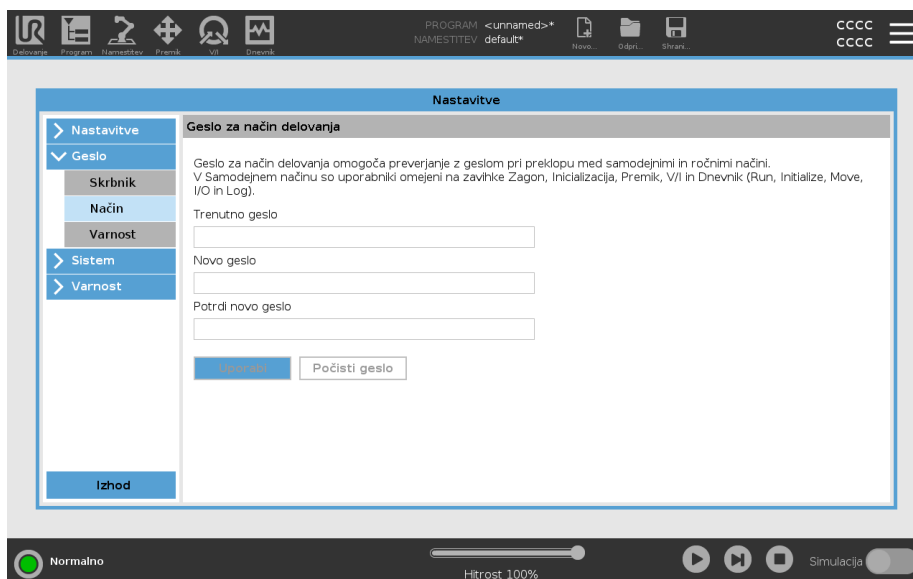 PROGRAM <unnamed>*
NAMESTITEV default*
CCCC
CCCC
Delovanje Program Namestitev Premik V/I Dnevnik Novo... Odpri... Shrani...
Nastavitve
Nastavitve
Geslo
Skrbnik
Način
Varnost
Sistem
Varnost
Izhod
Geslo za način delovanja
Geslo za način delovanja omogoča preverjanje z geslom pri preklopu med samodejnimi in ročnimi načini.
V Samodejnem načinu so uporabniki omejeni na zavihke Zagon, Inicializacija, Premik, V/I in Dnevnik (Run, Initialize, Move,
I/O in Log).
Trenutno geslo
Novo geslo
Potrdi novo geslo
Uporabi Počisti geslo
Normalno
Hitrost 100%
Simulacija